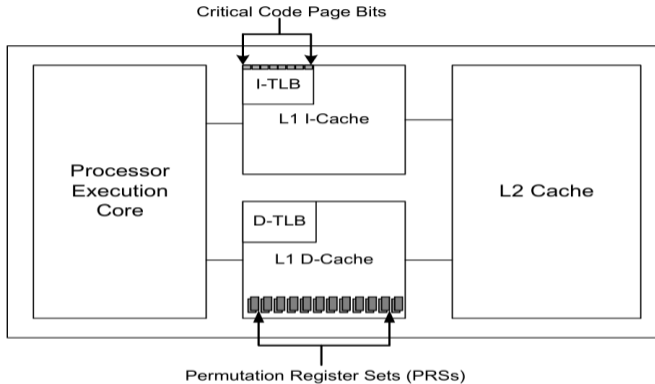 Critical Code Page Bits
I-TLB
L1 I-Cache
Processor
Execution
Core
L2 Cache
D-TLB
L1 D-Cache
Permutation Register Sets (PRSs)